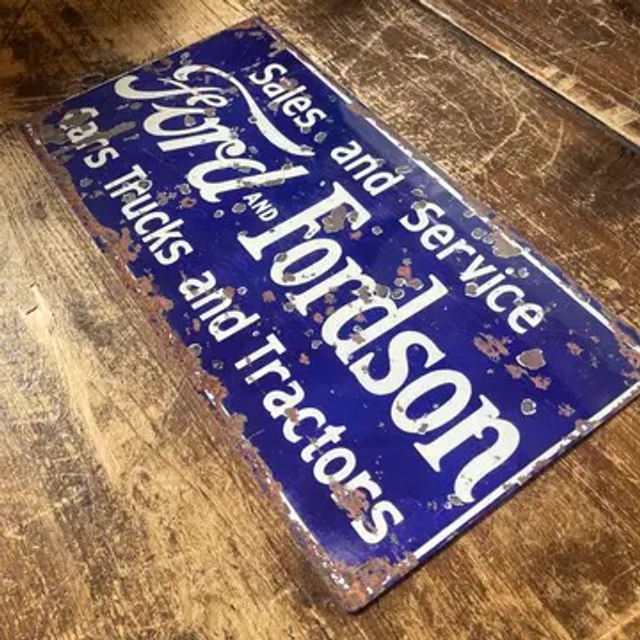 Sales and Service
Ford AND Fordson
Cars Trucks and Tractors